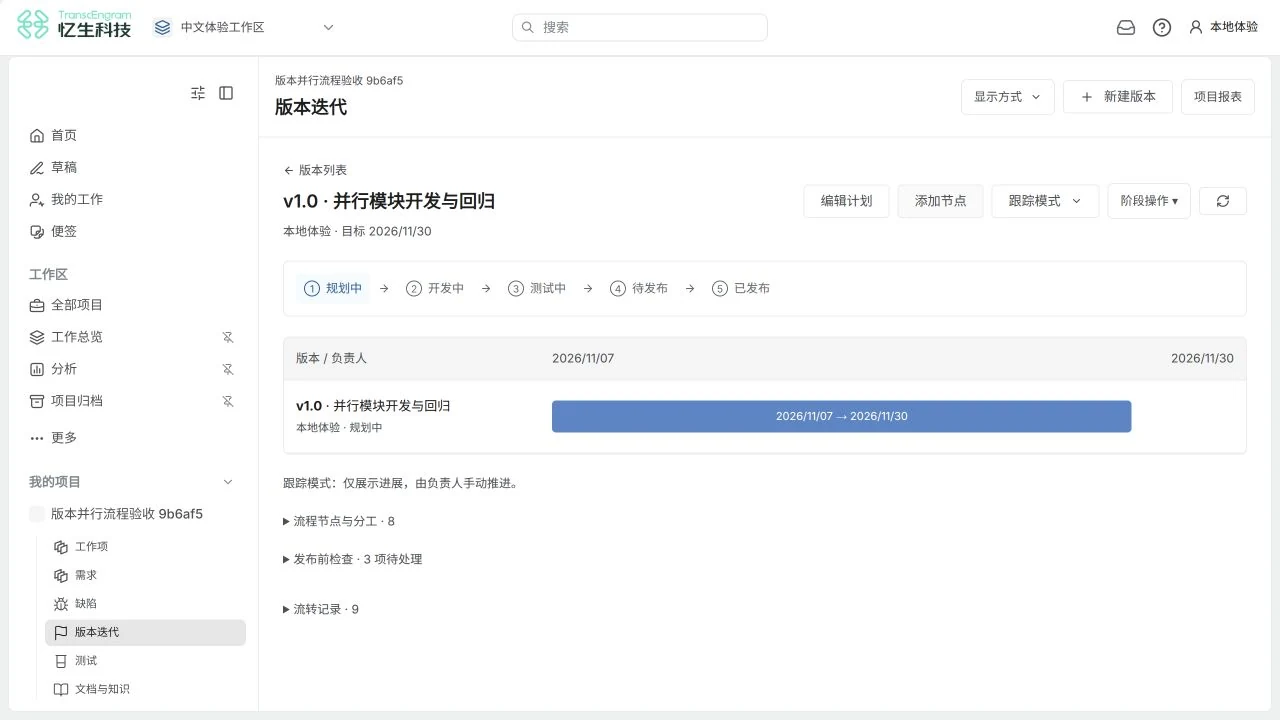 TransEngram
忆生科技
中文体验工作区
搜索
本地体验
首页
草稿
我的工作
便签
工作区
全部项目
工作总览
分析
项目归档
更多
我的项目
版本并行流程验收 9b6af5
工作项
需求
缺陷
版本迭代
测试
文档与知识
版本并行流程验收 9b6af5
版本迭代
显示方式
+ 新建版本
项目报表
← 版本列表
v1.0 · 并行模块开发与回归
本地体验 · 目标 2026/11/30
编辑计划
添加节点
跟踪模式
阶段操作 ▾
1 规划中 → 2 开发中 → 3 测试中 → 4 待发布 → 5 已发布
版本 / 负责人 2026/11/07 2026/11/30
v1.0 · 并行模块开发与回归
本地体验 · 规划中
2026/11/07 → 2026/11/30
跟踪模式：仅展示进展，由负责人手动推进。
▶ 流程节点与分工 · 8
▶ 发布前检查 · 3 项待处理
▶ 流转记录 · 9